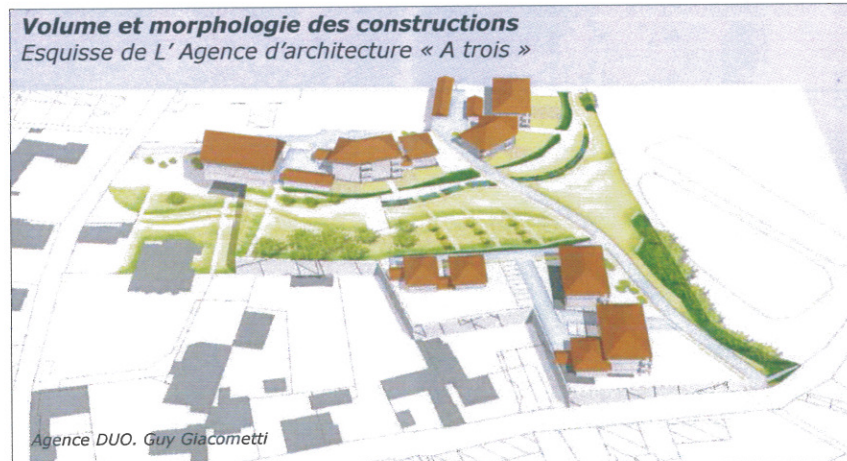 Volume et morphologie des constructions
Esquisse de L' Agence d'architecture « A trois »
Agence DUO. Guy Giacometti